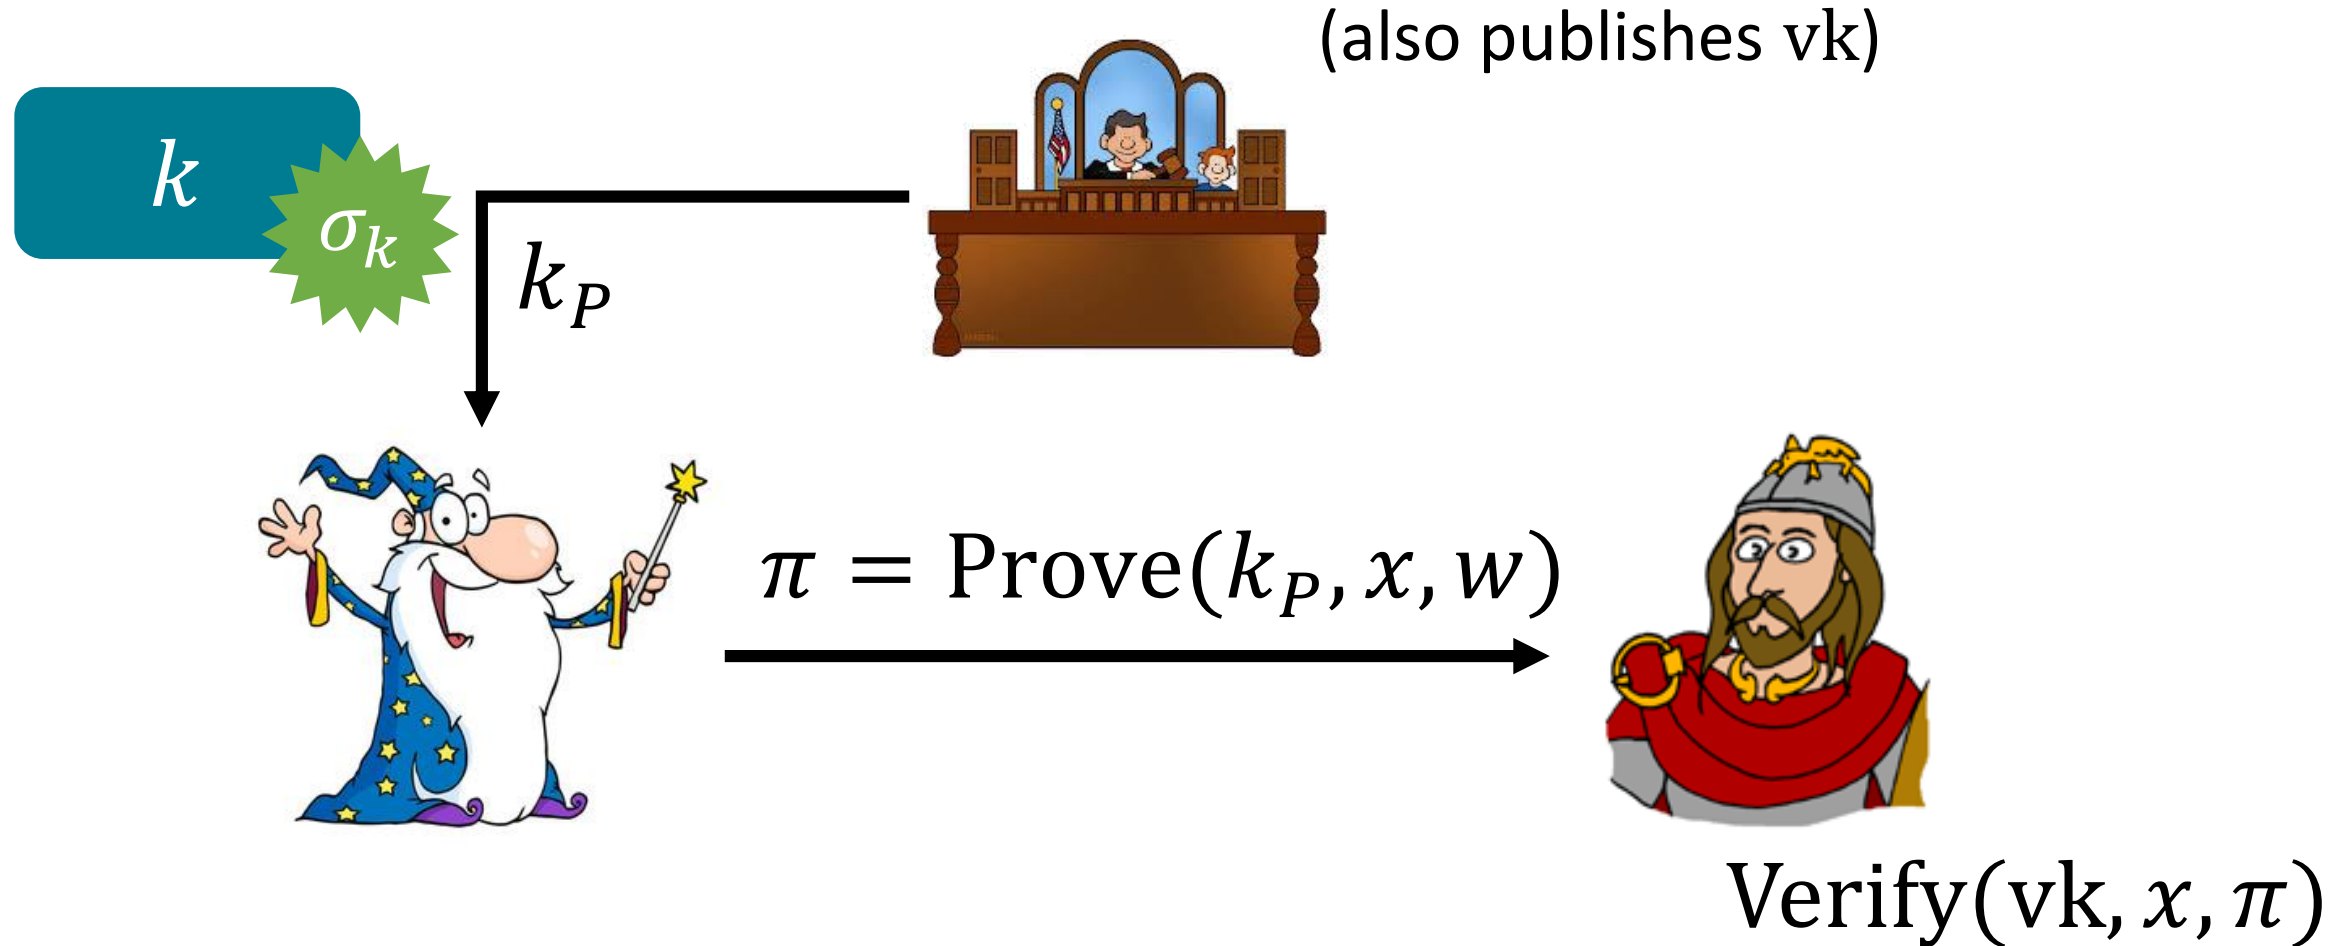 (also publishes vk)
k
σ_k
k_P
π = Prove(k_P, x, w)
Verify(vk, x, π)